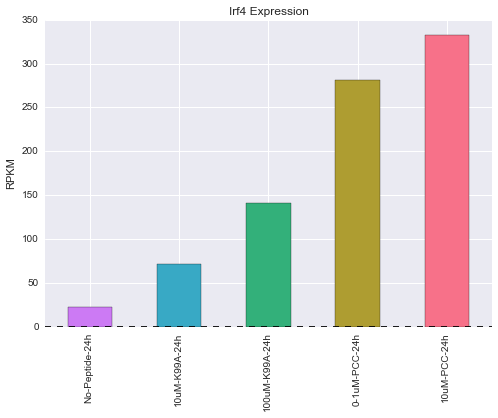 Irf4 Expression
RPKM
350
300
250
200
150
100
50
0
No-Peptide-24h
10uM-K99A-24h
100uM-K99A-24h
0-1uM-PCC-24h
10uM-PCC-24h